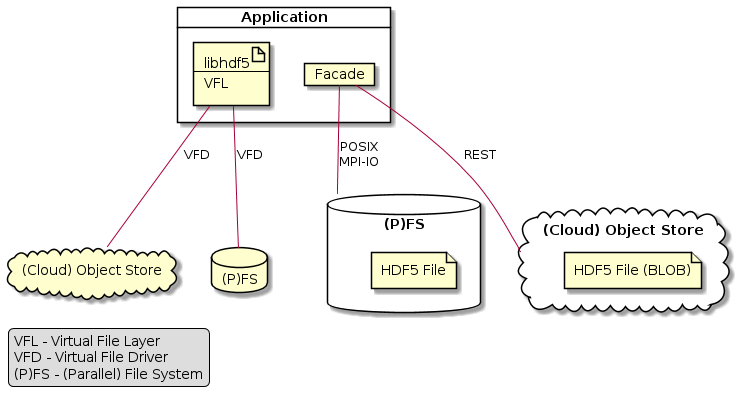 Application
libhdf5
VFL
Facade
VFD
VFD
POSIX
MPI-IO
REST
(Cloud) Object Store
(P)FS
(P)FS
HDF5 File
(Cloud) Object Store
HDF5 File (BLOB)
VFL - Virtual File Layer
VFD - Virtual File Driver
(P)FS - (Parallel) File System